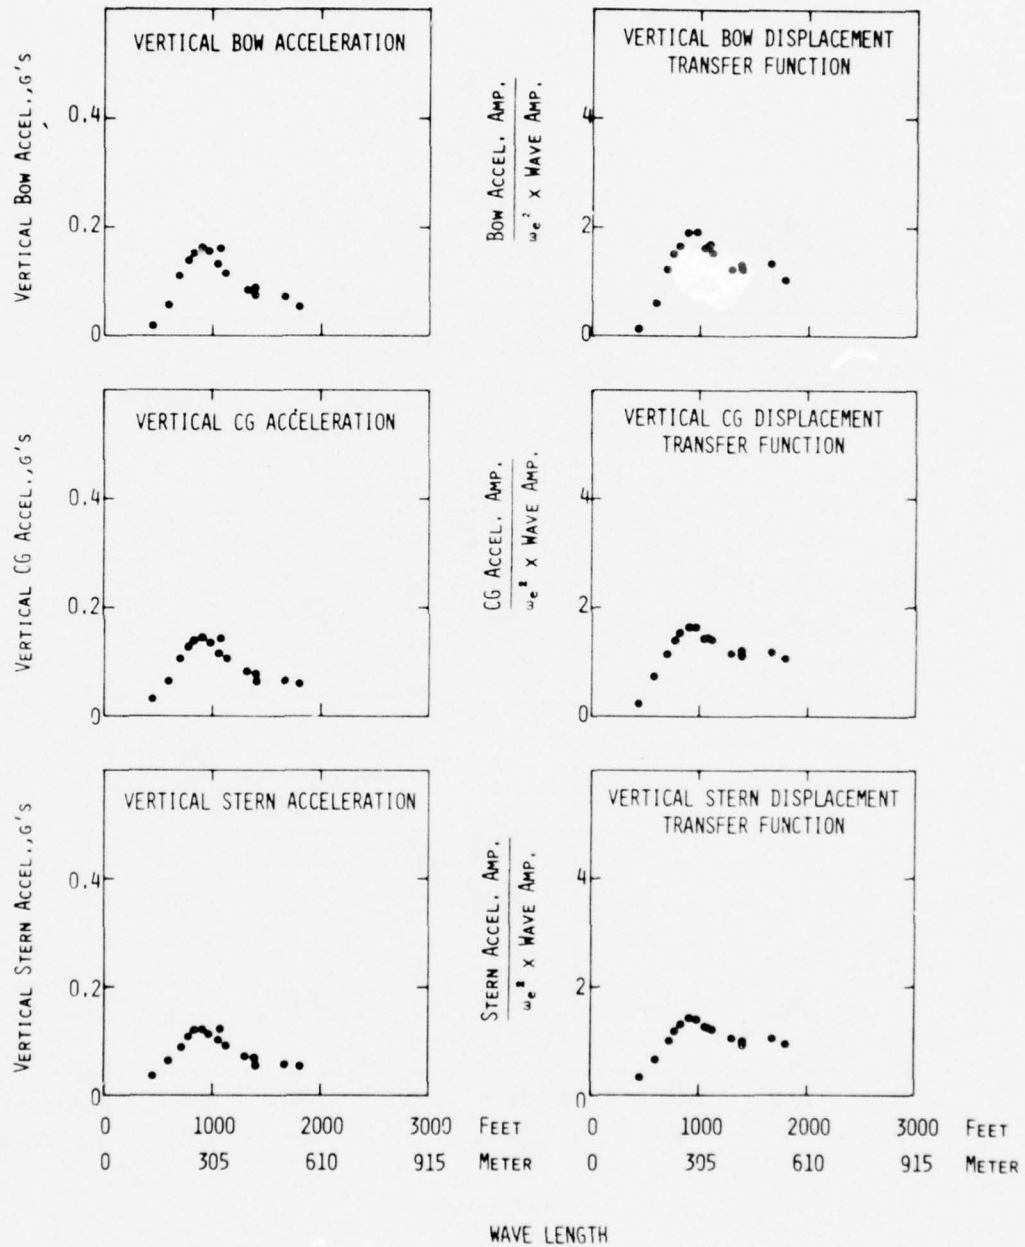 VERTICAL BOW ACCELERATION
VERTICAL BOW ACCEL.,G'S
0.4
0.2
0
VERTICAL BOW DISPLACEMENT
TRANSFER FUNCTION
BOW ACCEL. AMP.
ωe² X WAVE AMP.
4
2
0
VERTICAL CG ACCELERATION
VERTICAL CG ACCEL.,G'S
0.4
0.2
0
VERTICAL CG DISPLACEMENT
TRANSFER FUNCTION
CG ACCEL. AMP.
ωe² X WAVE AMP.
4
2
0
VERTICAL STERN ACCELERATION
VERTICAL STERN ACCEL.,G'S
0.4
0.2
0
VERTICAL STERN DISPLACEMENT
TRANSFER FUNCTION
STERN ACCEL. AMP.
ωe² X WAVE AMP.
4
2
0
0 1000 2000 3000 FEET
0 305 610 915 METER
0 1000 2000 3000 FEET
0 305 610 915 METER
WAVE LENGTH